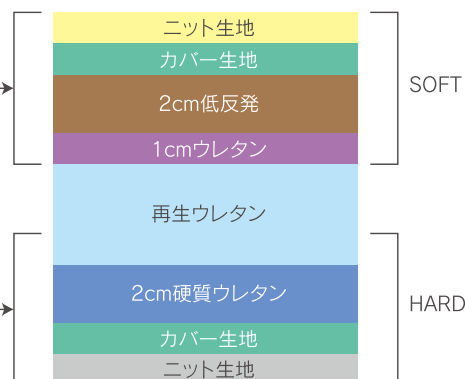 ニット生地
カバー生地
2cm低反発
SOFT
1cmウレタン
再生ウレタン
2cm硬質ウレタン
HARD
カバー生地
ニット生地